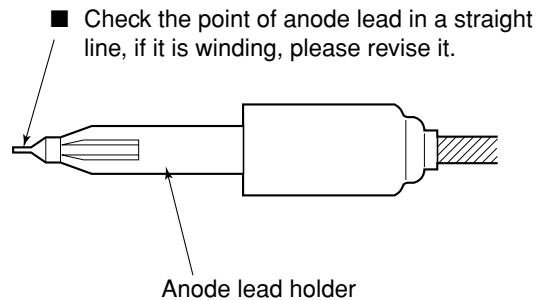 ■ Check the point of anode lead in a straight
line, if it is winding, please revise it.
Anode lead holder